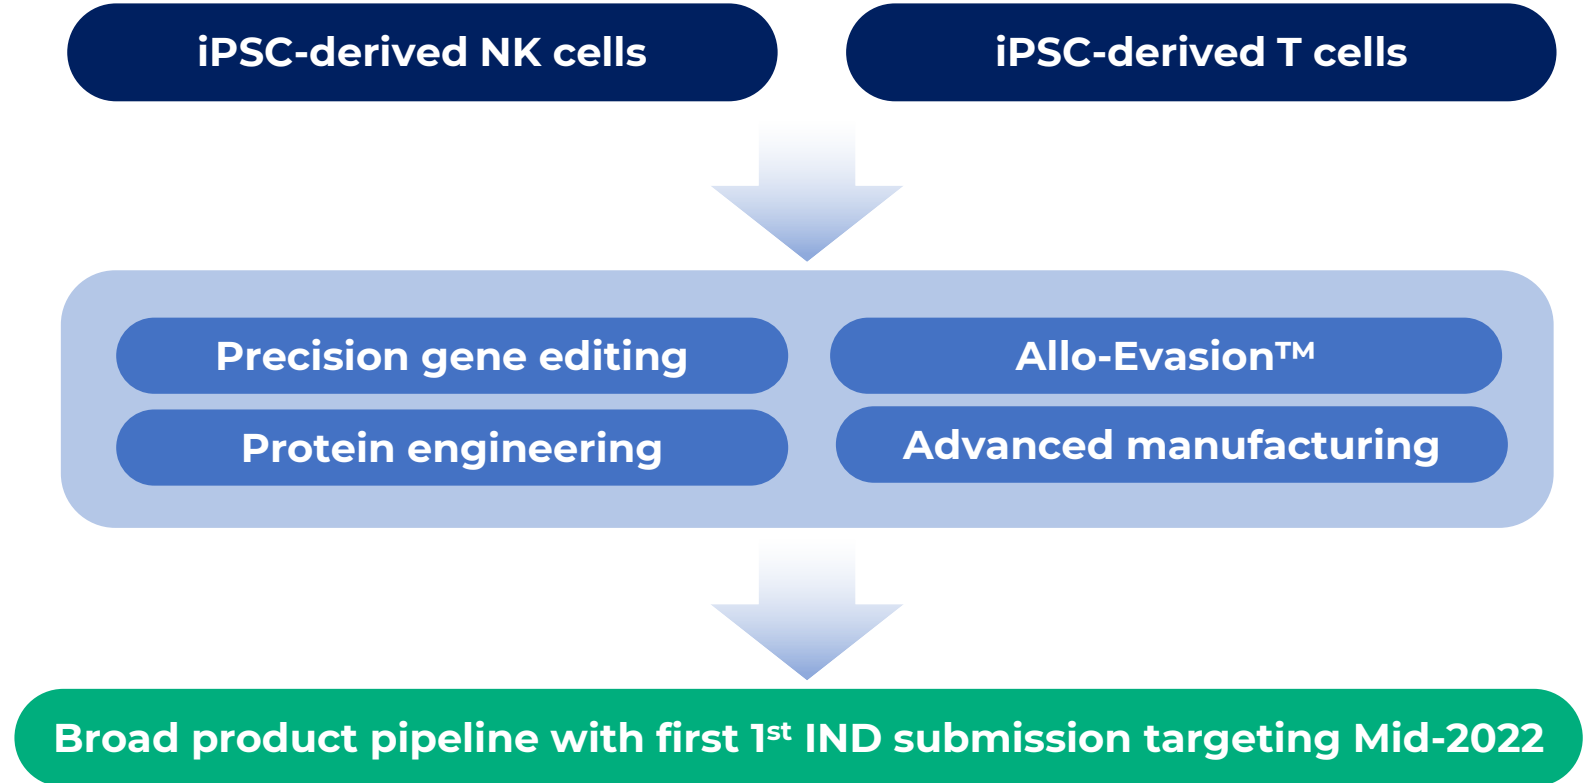 iPSC-derived NK cells
iPSC-derived T cells
Precision gene editing
Allo-Evasion™
Protein engineering
Advanced manufacturing
Broad product pipeline with first 1st IND submission targeting Mid-2022